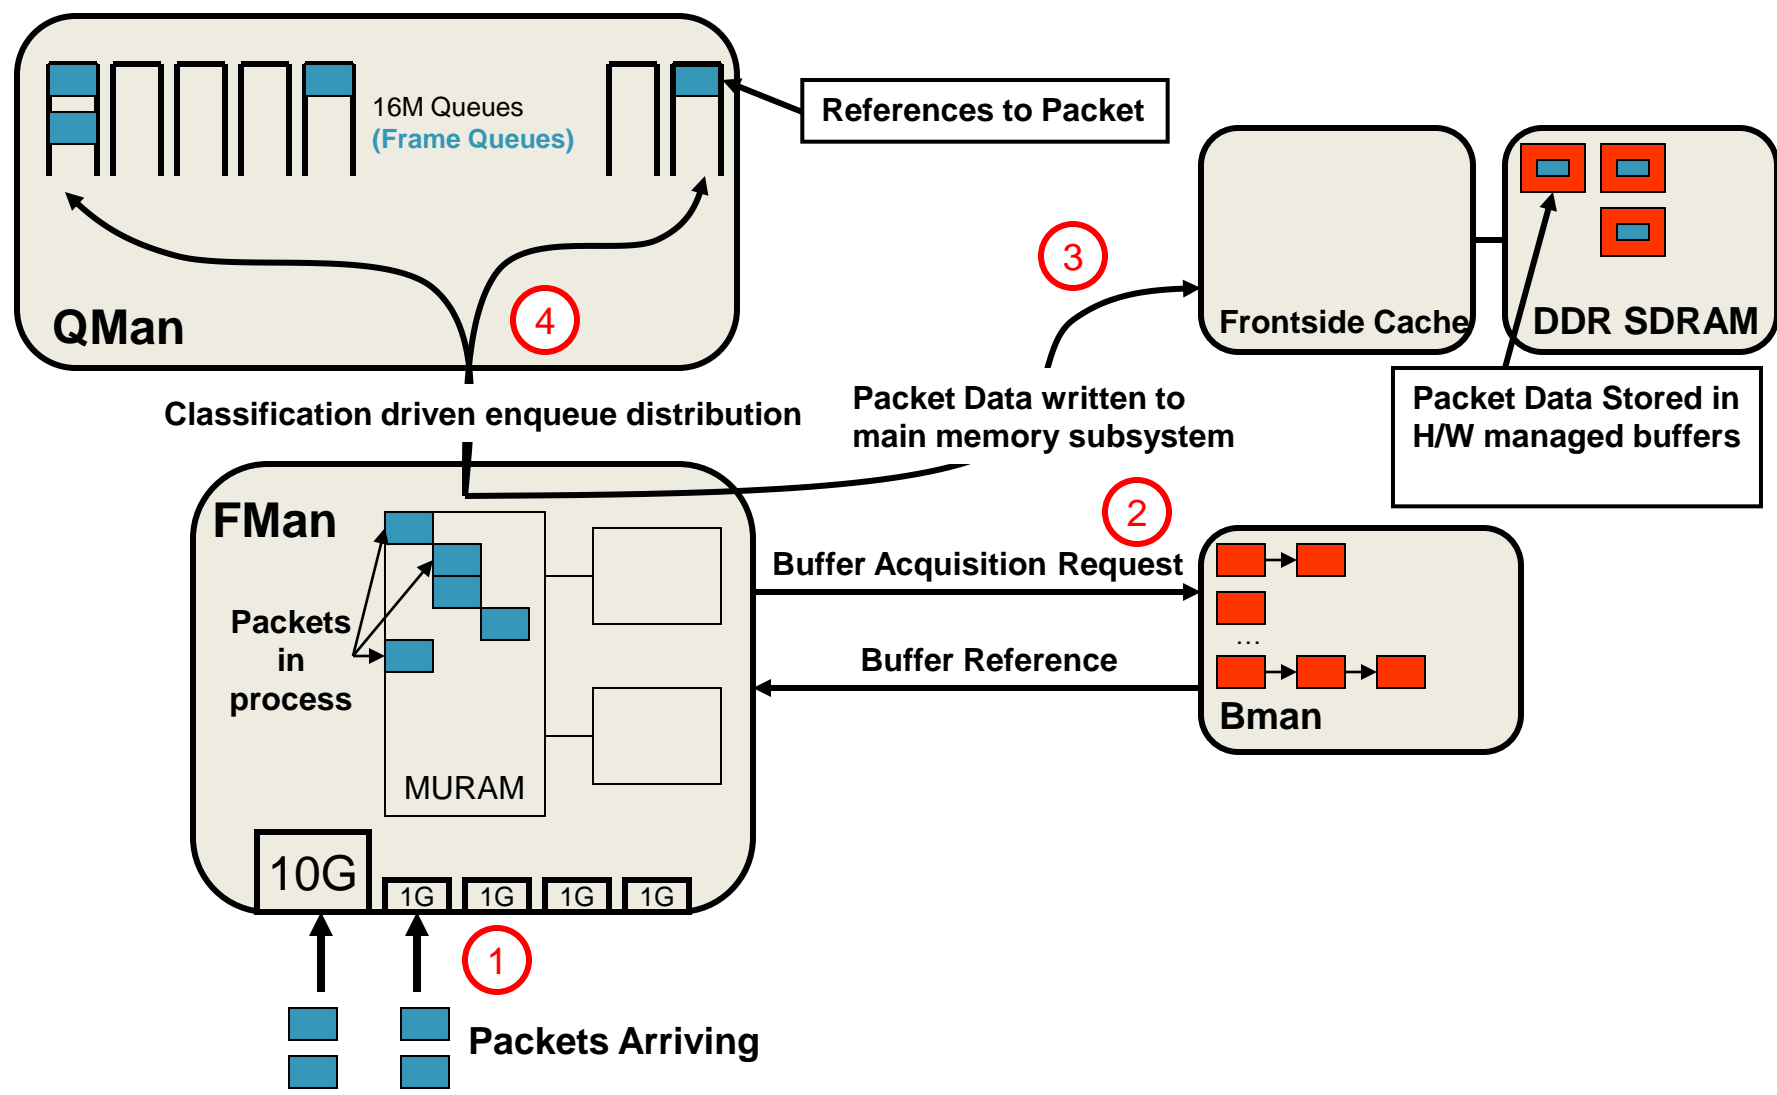 16M Queues
(Frame Queues)
References to Packet
QMan
4
3
Frontside Cache
DDR SDRAM
Classification driven enqueue distribution
Packet Data written to
main memory subsystem
Packet Data Stored in
H/W managed buffers
FMan
2
Buffer Acquisition Request
Packets
in
process
Buffer Reference
...
Bman
MURAM
10G
1G
1G
1G
1G
1
Packets Arriving